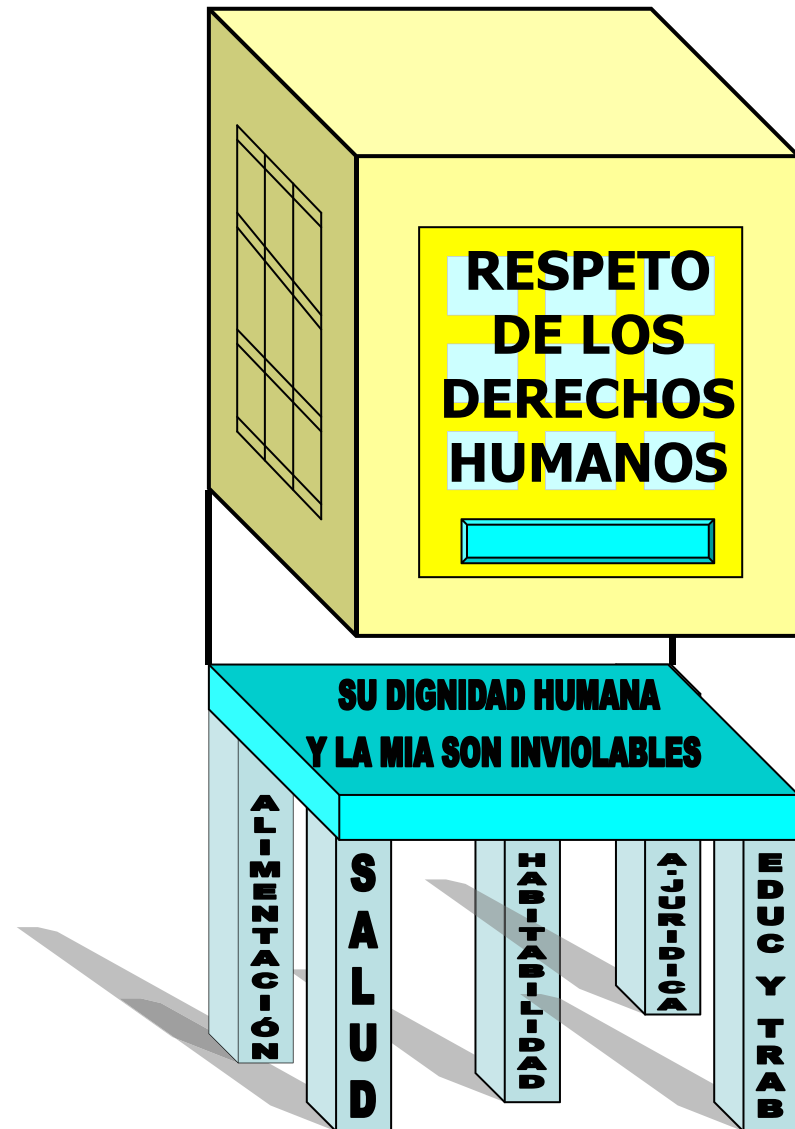 RESPETO
DE LOS
DERECHOS
HUMANOS
SU DIGNIDAD HUMANA
Y LA MIA SON INVIOLABLES
ALIMENTACIÓN
SALUD
HABITABILIDAD
A.JURIDICA
EDUC Y TRAB